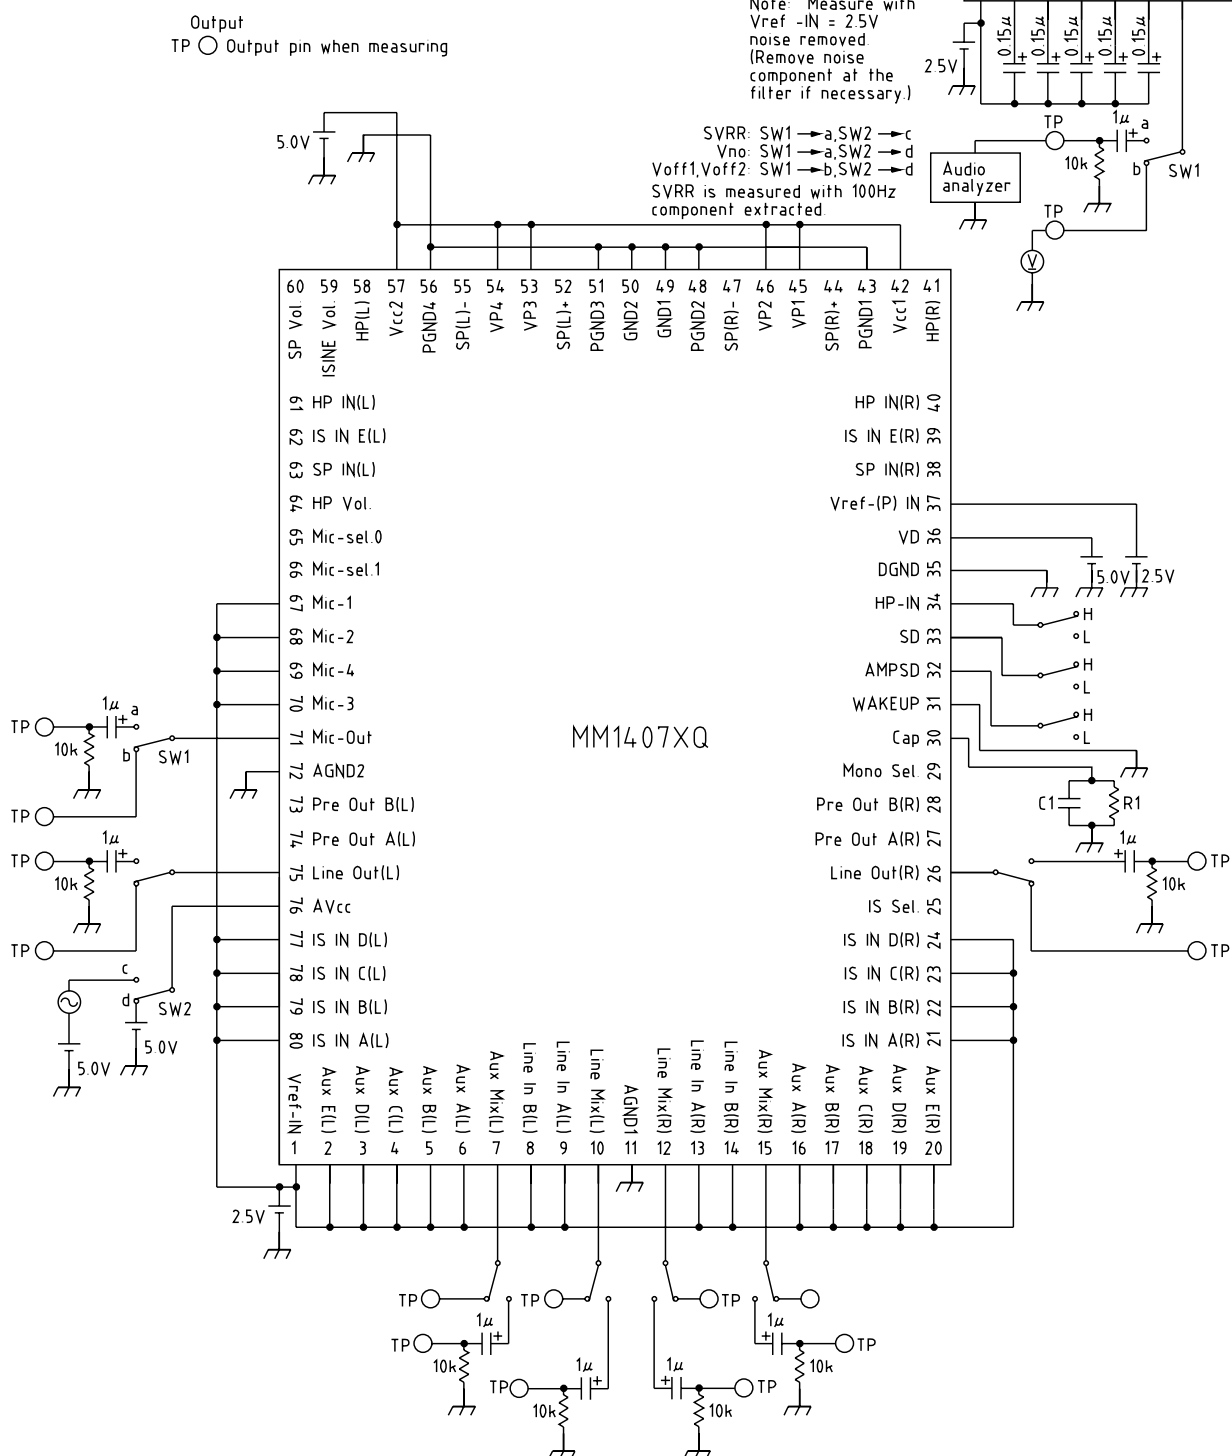 Output
TP Output pin when measuring
Note: Measure with
Vref -IN = 2.5V
noise removed.
(Remove noise
component at the
filter if necessary.)
2.5V
0.15μ
+
0.15μ
+
0.15μ
+
0.15μ
+
0.15μ
+
5.0V
SVRR: SW1 → a,SW2 → c
Vno: SW1 → a,SW2 → d
Voff1,Voff2: SW1 → b,SW2 → d
SVRR is measured with 100Hz
component extracted.
Audio
analyzer
TP
1μ
+
a
10k
b
SW1
TP
V
60 59 58 57 56 55 54 53 52 51 50 49 48 47 46 45 44 43 42 41
SP Vol.
ISINE Vol.
HP(L)
Vcc2
PGND4
SP(L)-
VP4
VP3
SP(L)+
PGND3
GND2
GND1
PGND2
SP(R)-
VP2
VP1
SP(R)+
PGND1
Vcc1
HP(R)
61 HP IN(L)
62 IS IN E(L)
63 SP IN(L)
64 HP Vol.
65 Mic-sel.0
66 Mic-sel.1
67 Mic-1
68 Mic-2
69 Mic-4
70 Mic-3
71 Mic-Out
72 AGND2
73 Pre Out B(L)
74 Pre Out A(L)
75 Line Out(L)
76 AVcc
77 IS IN D(L)
78 IS IN C(L)
79 IS IN B(L)
80 IS IN A(L)
MM1407XQ
HP IN(R) 40
IS IN E(R) 39
SP IN(R) 38
Vref-(P) IN 37
VD 36
DGND 35
HP-IN 34
SD 33
AMPSD 32
WAKEUP 31
Cap 30
Mono Sel. 29
Pre Out B(R) 28
Pre Out A(R) 27
Line Out(R) 26
IS Sel. 25
IS IN D(R) 24
IS IN C(R) 23
IS IN B(R) 22
IS IN A(R) 21
5.0V
2.5V
H
L
H
L
H
L
C1
R1
1μ
+
TP
10k
TP
TP
1μ
+
a
10k
b
SW1
TP
TP
1μ
+
10k
TP
c
d
SW2
5.0V
5.0V
Vref-IN
Aux E(L)
Aux D(L)
Aux C(L)
Aux B(L)
Aux A(L)
Aux Mix(L)
Line In B(L)
Line In A(L)
Line Mix(L)
AGND1
Line Mix(R)
Line In A(R)
Line In B(R)
Aux Mix(R)
Aux A(R)
Aux B(R)
Aux C(R)
Aux D(R)
Aux E(R)
1 2 3 4 5 6 7 8 9 10 11 12 13 14 15 16 17 18 19 20
2.5V
TP
TP
TP
1μ
+
1μ
+
TP
TP
10k
10k
TP
1μ
+
1μ
+
TP
10k
10k